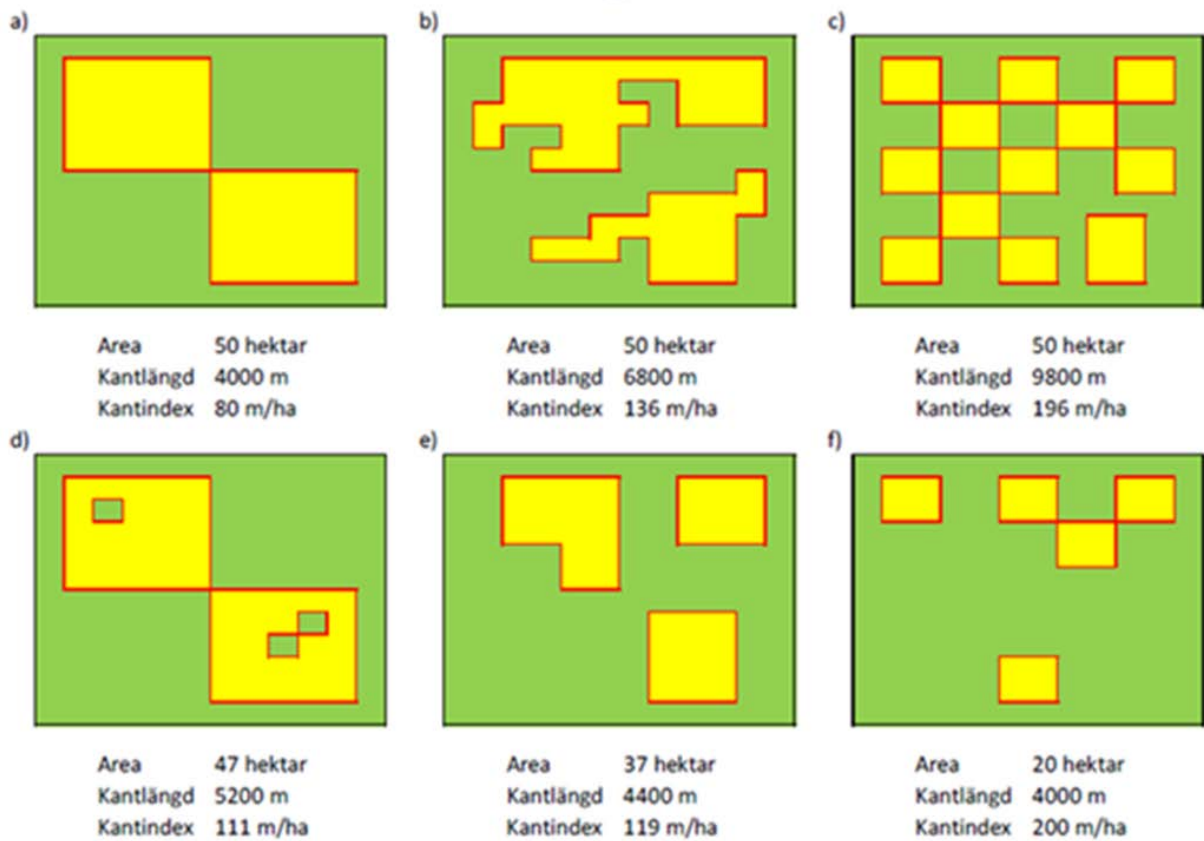 a) b) c)
Area 50 hektar Area 50 hektar Area 50 hektar
Kantlängd 4000 m Kantlängd 6800 m Kantlängd 9800 m
Kantindex 80 m/ha Kantindex 136 m/ha Kantindex 196 m/ha
d) e) f)
Area 47 hektar Area 37 hektar Area 20 hektar
Kantlängd 5200 m Kantlängd 4400 m Kantlängd 4000 m
Kantindex 111 m/ha Kantindex 119 m/ha Kantindex 200 m/ha